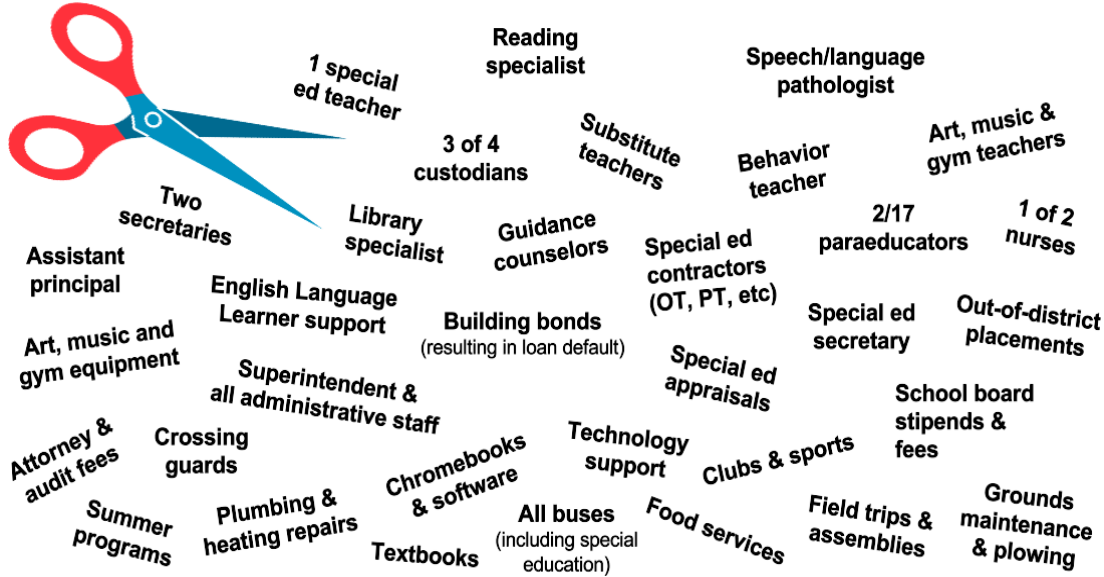 Reading
specialist
Speech/language
pathologist
1 special
ed teacher
3 of 4
custodians
Substitute
teachers
Behavior
teacher
Art, music &
gym teachers
Two
secretaries
Library
specialist
Guidance
counselors
Special ed
contractors
(OT, PT, etc)
2/17
paraeducators
1 of 2
nurses
Assistant
principal
English Language
Learner support
Building bonds
(resulting in loan default)
Special ed
secretary
Out-of-district
placements
Art, music and
gym equipment
Superintendent &
all administrative staff
Special ed
appraisals
School board
stipends &
fees
Attorney &
audit fees
Crossing
guards
Chromebooks
& software
Technology
support
Clubs & sports
Summer
programs
Plumbing &
heating repairs
Textbooks
All buses
(including special
education)
Food services
Field trips &
assemblies
Grounds
maintenance
& plowing